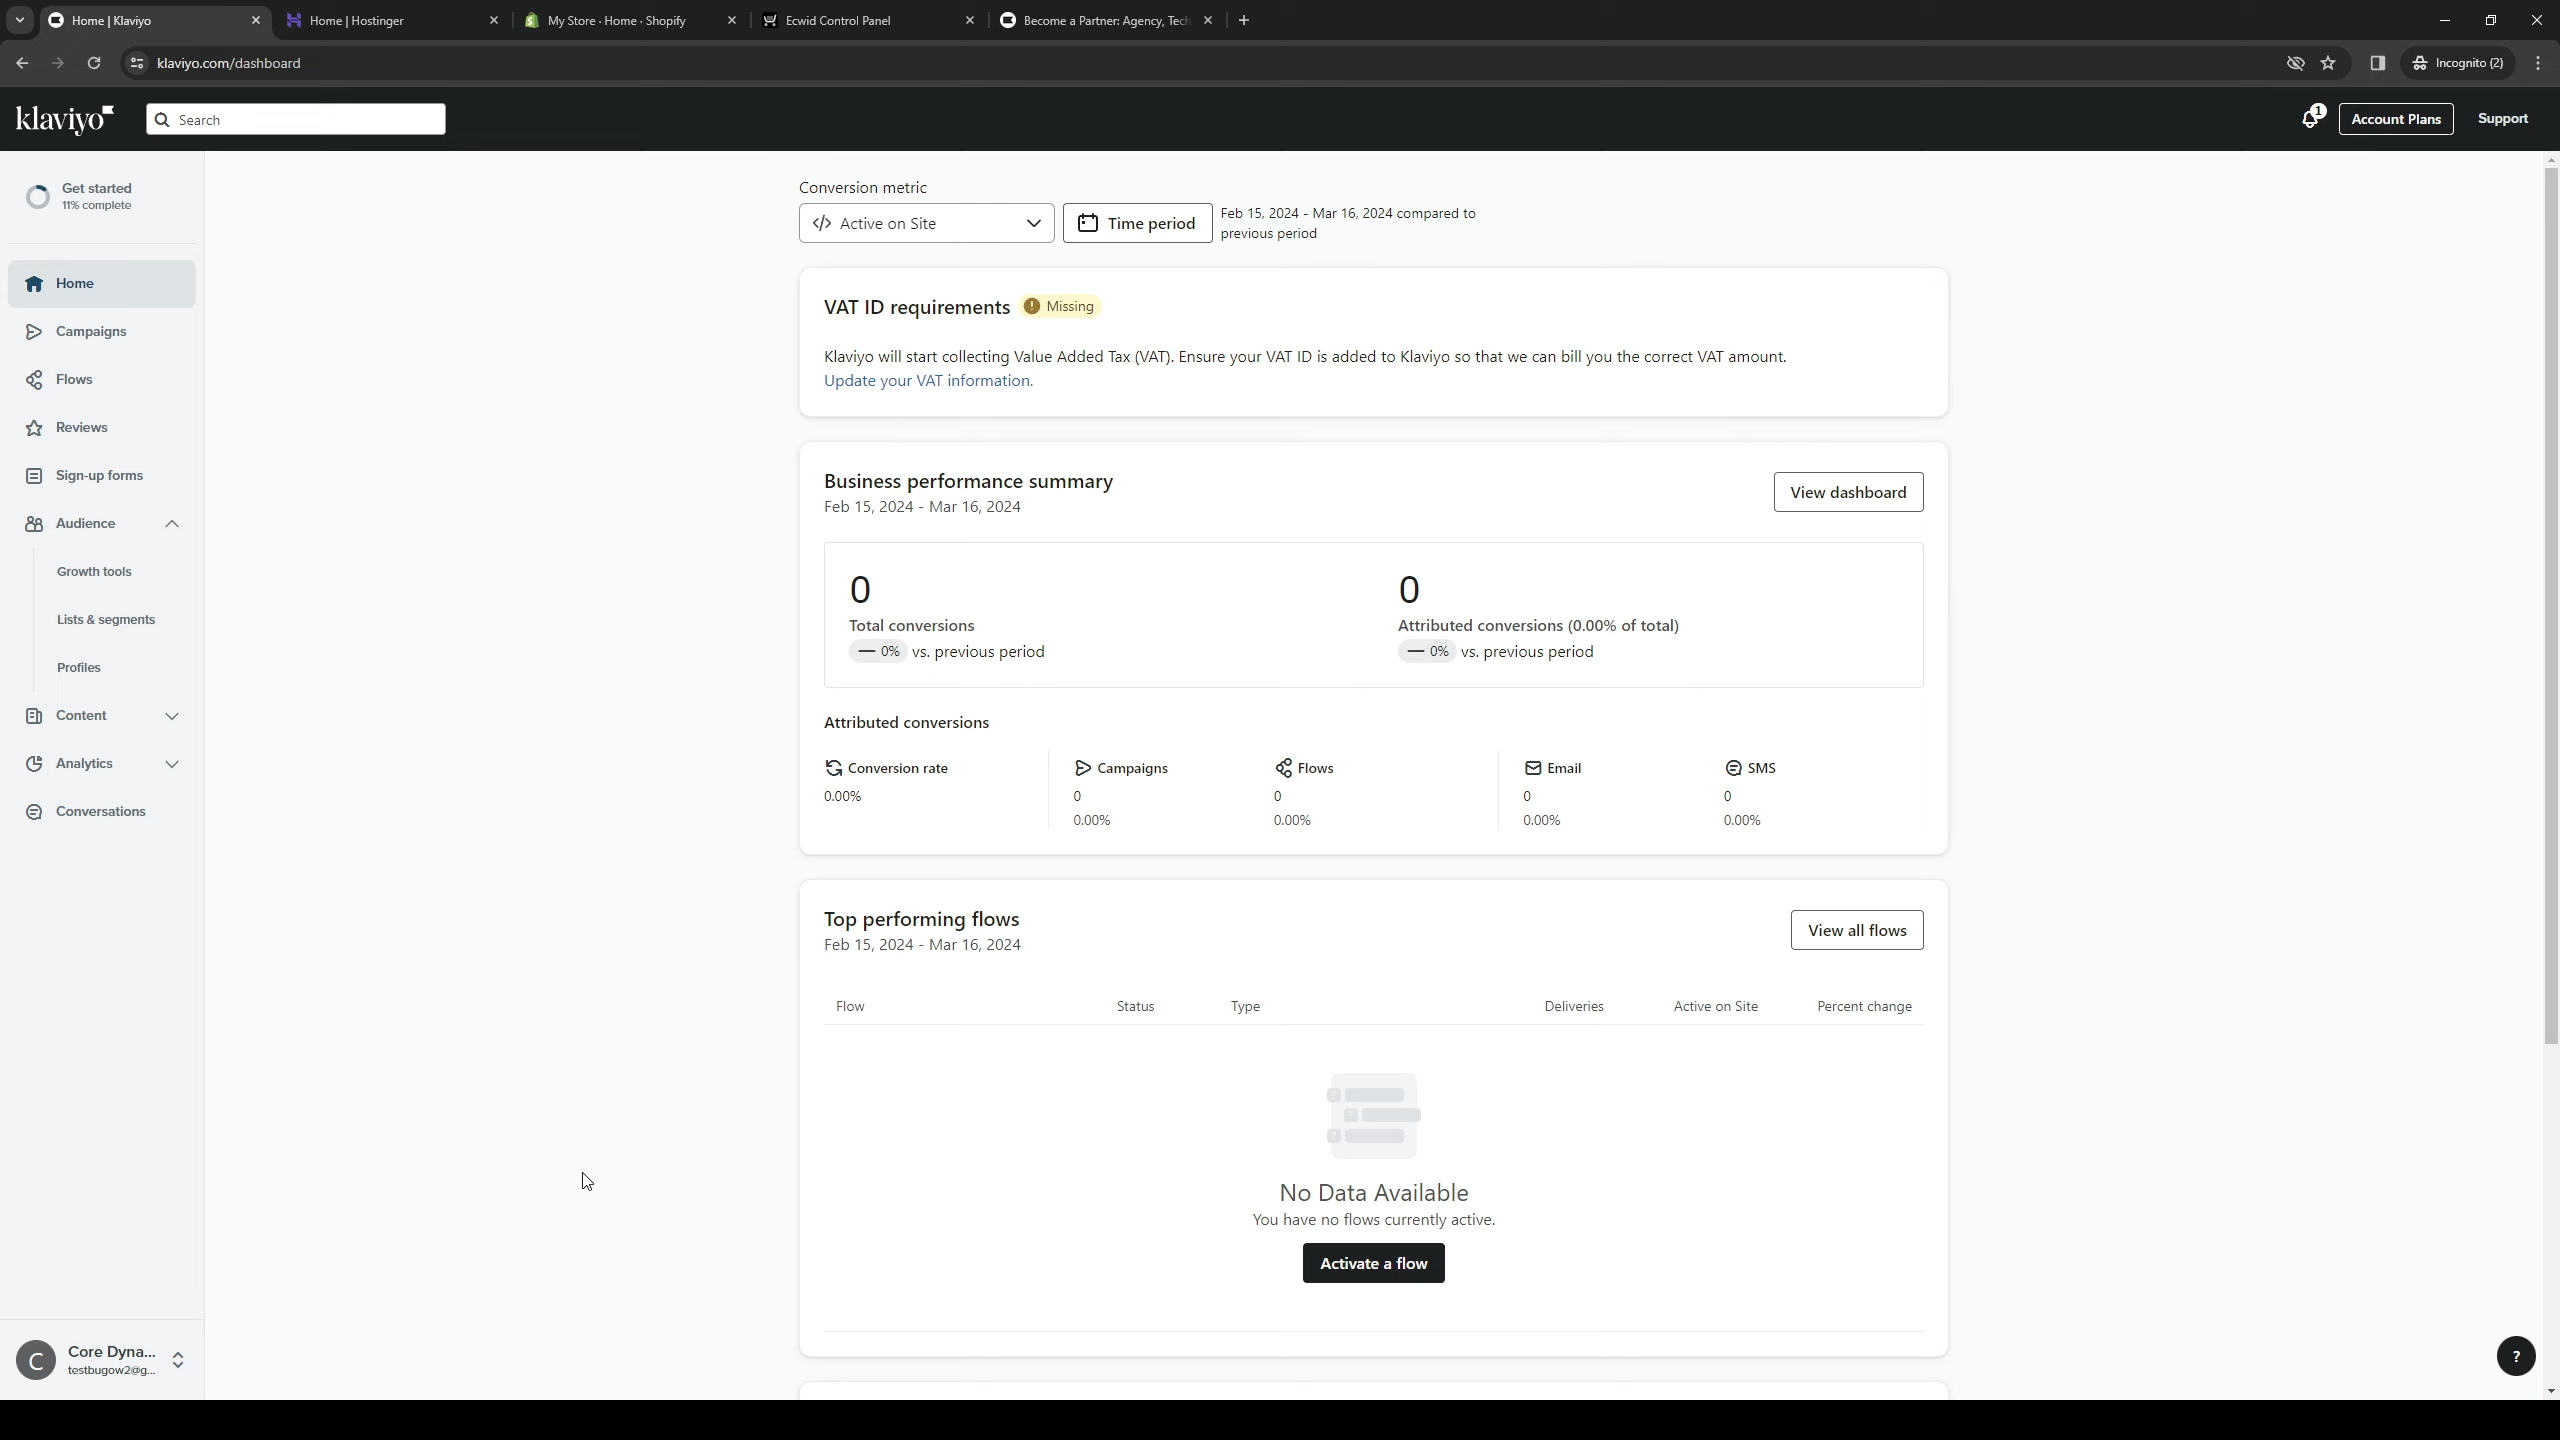 Home | Klaviyo
Home | Hostinger
My Store · Home · Shopify
Ecwid Control Panel
Become a Partner: Agency, Tech
klaviyo.com/dashboard
Incognito (2)
klaviyo
Search
1
Account Plans
Support
Get started
11% complete
Home
Campaigns
Flows
Reviews
Sign-up forms
Audience
Growth tools
Lists & segments
Profiles
Content
Analytics
Conversations
Core Dyna...
testbugow2@g...
C
Conversion metric
Active on Site
Time period
Feb 15, 2024 - Mar 16, 2024 compared to
previous period
VAT ID requirements
Missing
Klaviyo will start collecting Value Added Tax (VAT). Ensure your VAT ID is added to Klaviyo so that we can bill you the correct VAT amount.
Update your VAT information.
Business performance summary
Feb 15, 2024 - Mar 16, 2024
View dashboard
0
Total conversions
— 0% vs. previous period
0
Attributed conversions (0.00% of total)
— 0% vs. previous period
Attributed conversions
Conversion rate
0.00%
Campaigns
0
0.00%
Flows
0
0.00%
Email
0
0.00%
SMS
0
0.00%
Top performing flows
Feb 15, 2024 - Mar 16, 2024
View all flows
Flow Status Type Deliveries Active on Site Percent change
No Data Available
You have no flows currently active.
Activate a flow
?